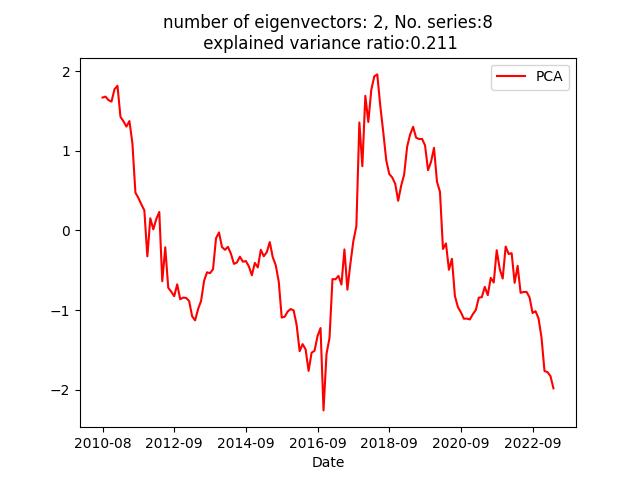 number of eigenvectors: 2, No. series:8
explained variance ratio:0.211
PCA
2
1
0
−1
−2
2010-08 2012-09 2014-09 2016-09 2018-09 2020-09 2022-09
Date